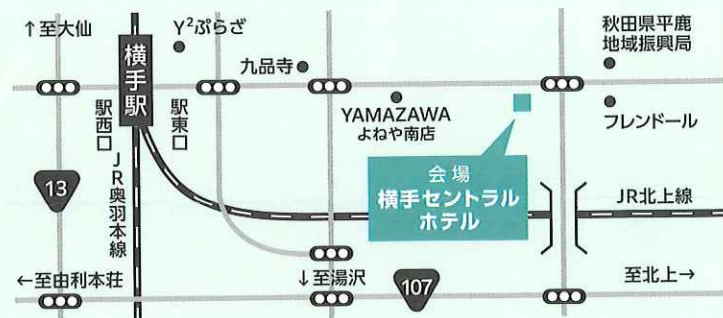 ↑至大仙
Y²ぷらざ
秋田県平鹿
地域振興局
横手駅
九品寺
駅西口
駅東口
YAMAZAWA
よねや南店
フレンドール
会場
横手セントラル
ホテル
13
JR奥羽本線
JR北上線
←至由利本荘
↓至湯沢
107
至北上→